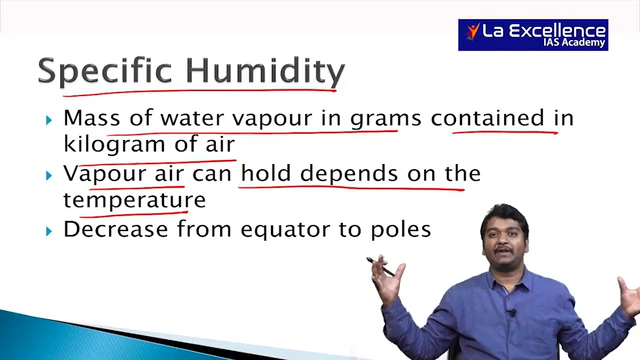 La Excellence
IAS Academy
Specific Humidity
Mass of water vapour in grams contained in
kilogram of air
Vapour air can hold depends on the
temperature
Decrease from equator to poles